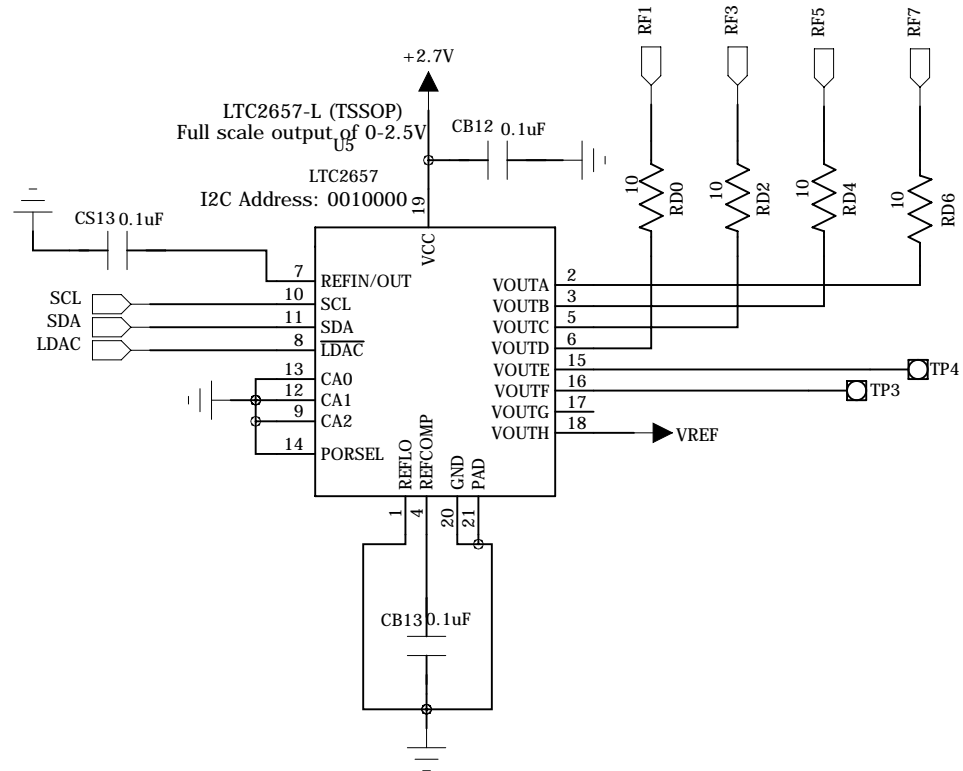 RF1
RF3
RF5
RF7
+2.7V
LTC2657-L (TSSOP)
Full scale output of 0-2.5V
U5
CB12 0.1uF
LTC2657
I2C Address: 0010000
19
10
RD0
10
RD2
10
RD4
10
RD6
CS13 0.1uF
VCC
7
REFIN/OUT
SCL
10
SCL
SDA
11
SDA
LDAC
8
LDAC
13
CA0
12
CA1
9
CA2
14
PORSEL
VOUTA
2
VOUTB
3
VOUTC
5
VOUTD
6
VOUTE
15
TP4
VOUTF
16
TP3
VOUTG
17
VOUTH
18
VREF
REFLO
REFCOMP
GND
PAD
1
4
20
21
CB13 0.1uF